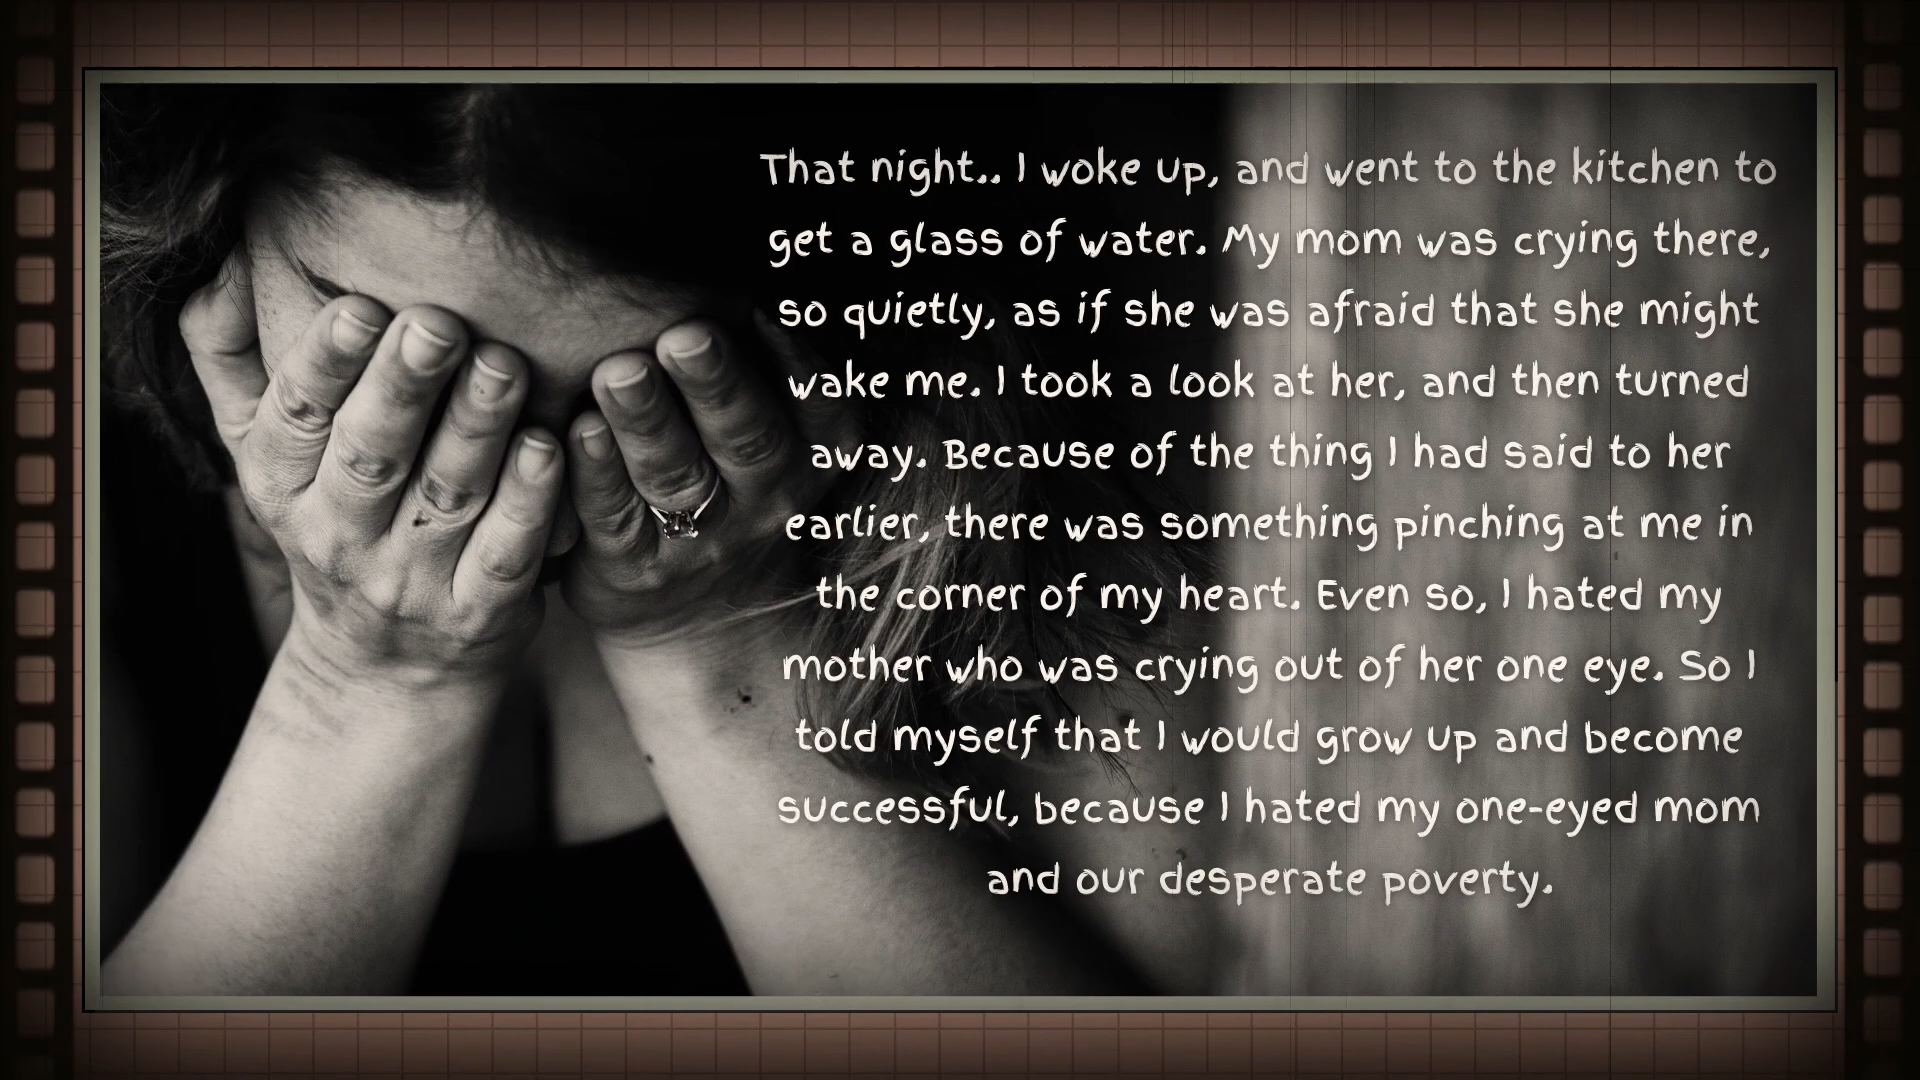 That night.. I woke up, and went to the kitchen to
get a glass of water. My mom was crying there,
so quietly, as if she was afraid that she might
wake me. I took a look at her, and then turned
away. Because of the thing I had said to her
earlier, there was something pinching at me in
the corner of my heart. Even so, I hated my
mother who was crying out of her one eye. So I
told myself that I would grow up and become
successful, because I hated my one-eyed mom
and our desperate poverty.